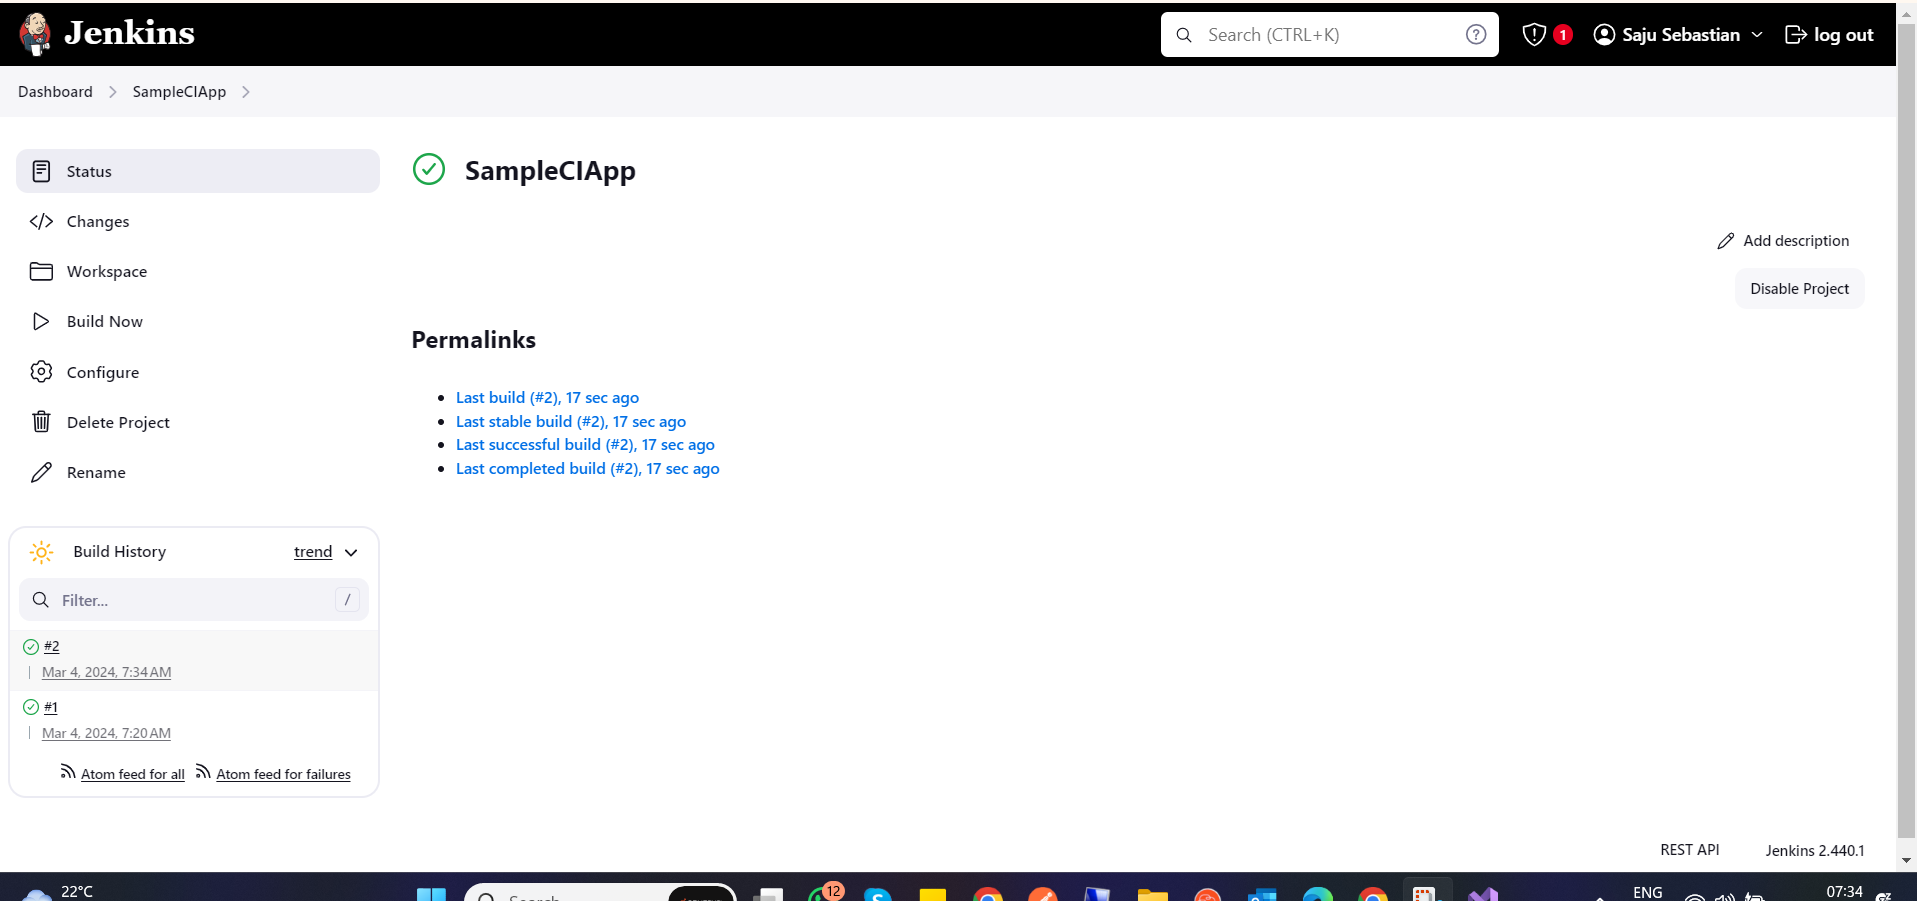 Jenkins
Search (CTRL+K)
?
1
Saju Sebastian
log out
Dashboard
SampleCIApp
Status
Changes
Workspace
Build Now
Configure
Delete Project
Rename
SampleCIApp
Add description
Disable Project
Permalinks
Last build (#2), 17 sec ago
Last stable build (#2), 17 sec ago
Last successful build (#2), 17 sec ago
Last completed build (#2), 17 sec ago
Build History
trend
Filter...
/
#2
Mar 4, 2024, 7:34 AM
#1
Mar 4, 2024, 7:20 AM
Atom feed for all
Atom feed for failures
REST API
Jenkins 2.440.1
22°C
Search
12
ENG
07:34